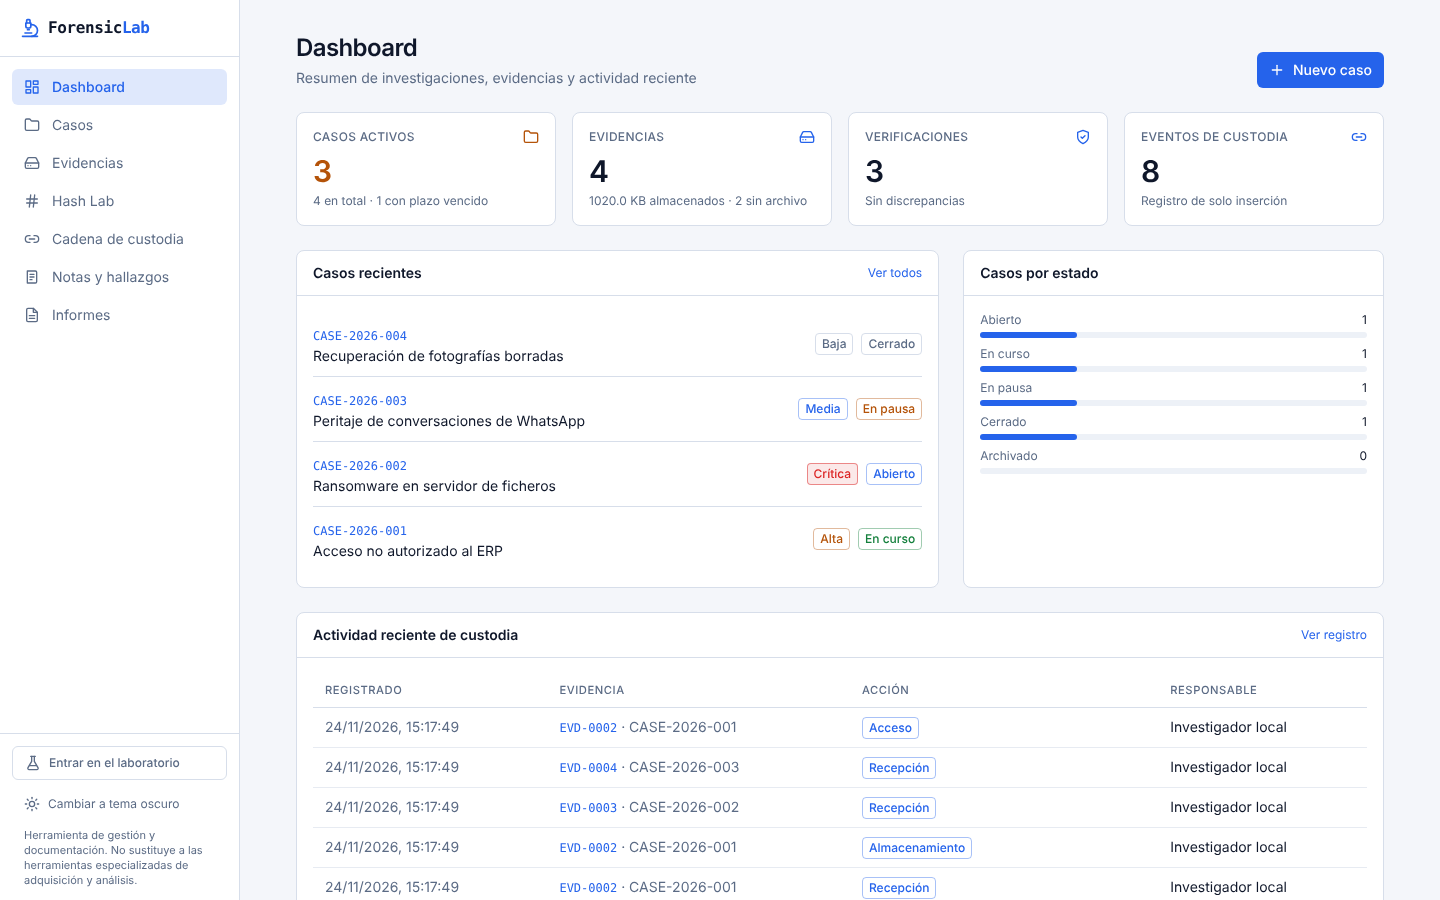 ForensicLab
Dashboard
Casos
Evidencias
Hash Lab
Cadena de custodia
Notas y hallazgos
Informes
Entrar en el laboratorio
Cambiar a tema oscuro
Herramienta de gestión y
documentación. No sustituye a las
herramientas especializadas de
adquisición y análisis.
Dashboard
Resumen de investigaciones, evidencias y actividad reciente
Nuevo caso
CASOS ACTIVOS
3
4 en total · 1 con plazo vencido
EVIDENCIAS
4
1020.0 KB almacenados · 2 sin archivo
VERIFICACIONES
3
Sin discrepancias
EVENTOS DE CUSTODIA
8
Registro de solo inserción
Casos recientes
Ver todos
CASE-2026-004
Recuperación de fotografías borradas
Baja Cerrado
CASE-2026-003
Peritaje de conversaciones de WhatsApp
Media En pausa
CASE-2026-002
Ransomware en servidor de ficheros
Crítica Abierto
CASE-2026-001
Acceso no autorizado al ERP
Alta En curso
Casos por estado
Abierto 1
En curso 1
En pausa 1
Cerrado 1
Archivado 0
Actividad reciente de custodia
Ver registro
REGISTRADO EVIDENCIA ACCIÓN RESPONSABLE
24/11/2026, 15:17:49 EVD-0002 · CASE-2026-001 Acceso Investigador local
24/11/2026, 15:17:49 EVD-0004 · CASE-2026-003 Recepción Investigador local
24/11/2026, 15:17:49 EVD-0003 · CASE-2026-002 Recepción Investigador local
24/11/2026, 15:17:49 EVD-0002 · CASE-2026-001 Almacenamiento Investigador local
24/11/2026, 15:17:49 EVD-0002 · CASE-2026-001 Recepción Investigador local